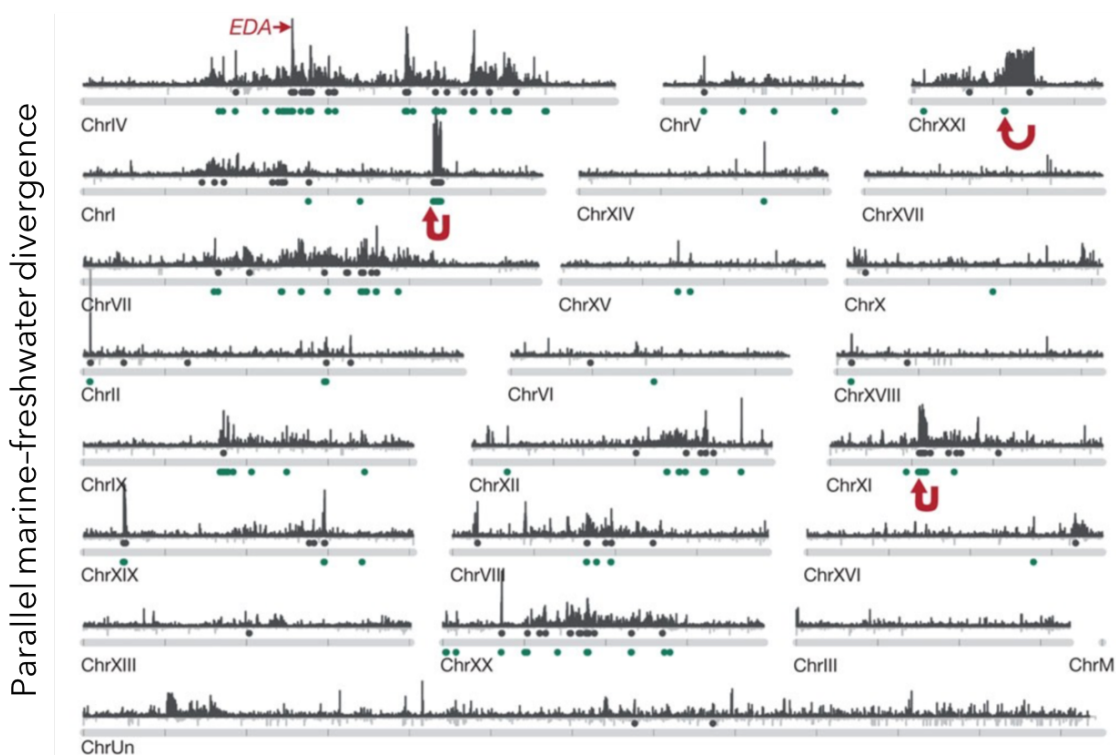 Parallel marine-freshwater divergence
EDA
ChrIV
ChrV
ChrXXI
ChrI
ChrXIV
ChrXVII
ChrVII
ChrXV
ChrX
ChrII
ChrVI
ChrXVIII
ChrIX
ChrXII
ChrXI
ChrXIX
ChrVIII
ChrXVI
ChrXIII
ChrXX
ChrIII
ChrM
ChrUn